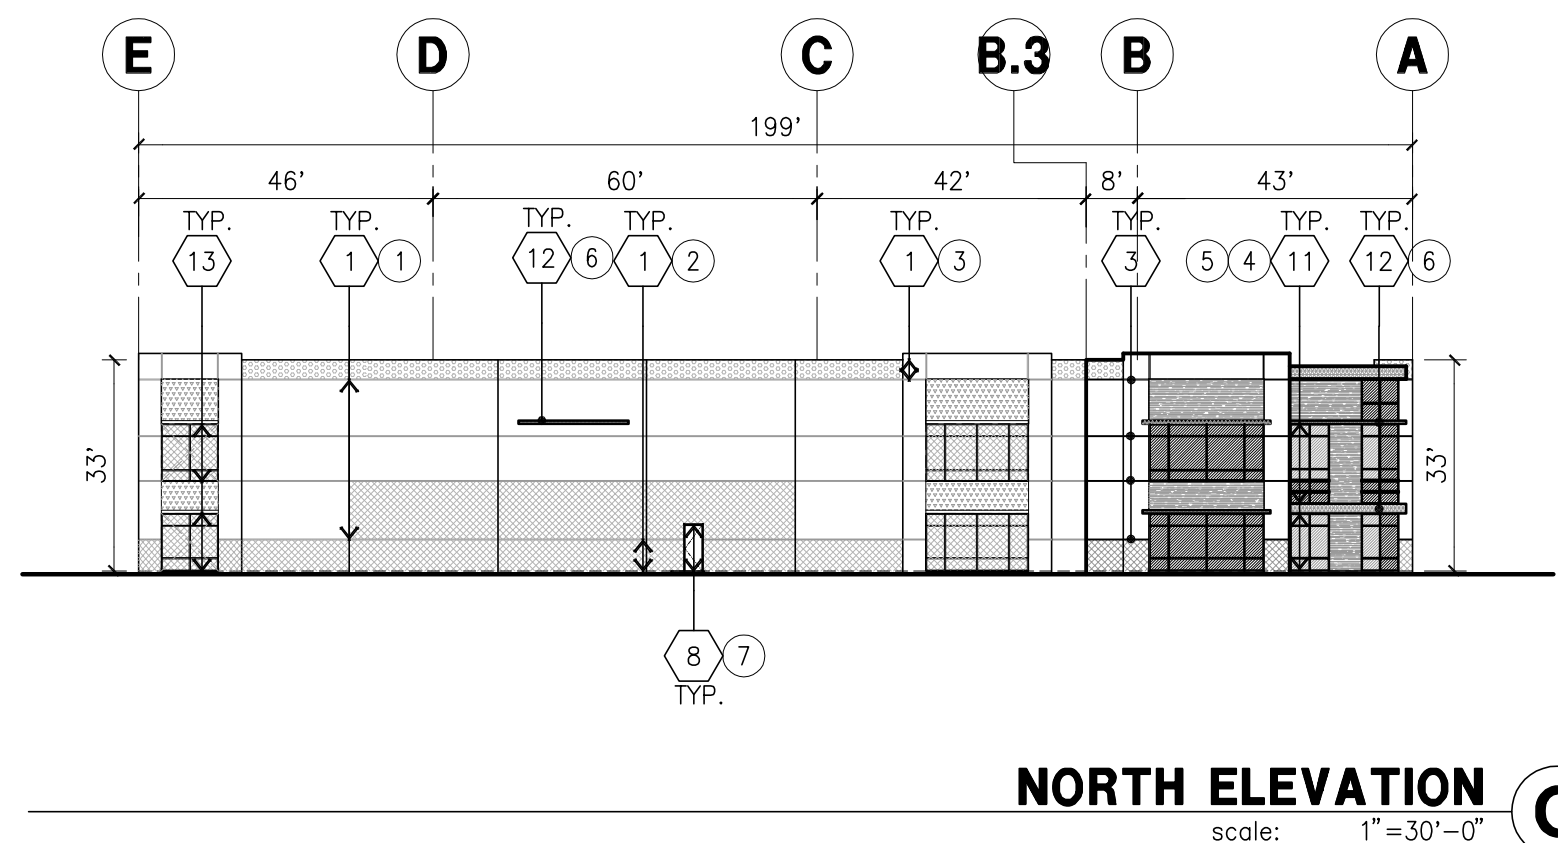 E D C B.3 B A
199'
46' 60' 42' 8' 43'
TYP. TYP. TYP. TYP. TYP. TYP. TYP. TYP.
13 1 1 12 6 1 2 1 3 3 5 4 11 12 6
33' 33'
8 7
TYP.
NORTH ELEVATION
scale: 1"=30'-0"